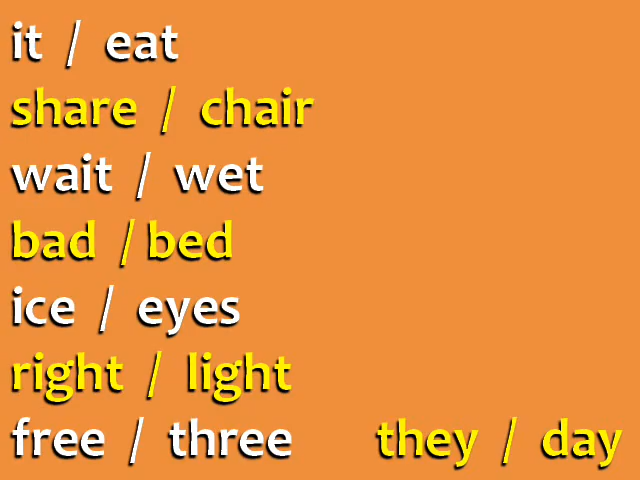 it / eat
share / chair
wait / wet
bad / bed
ice / eyes
right / light
free / three they / day